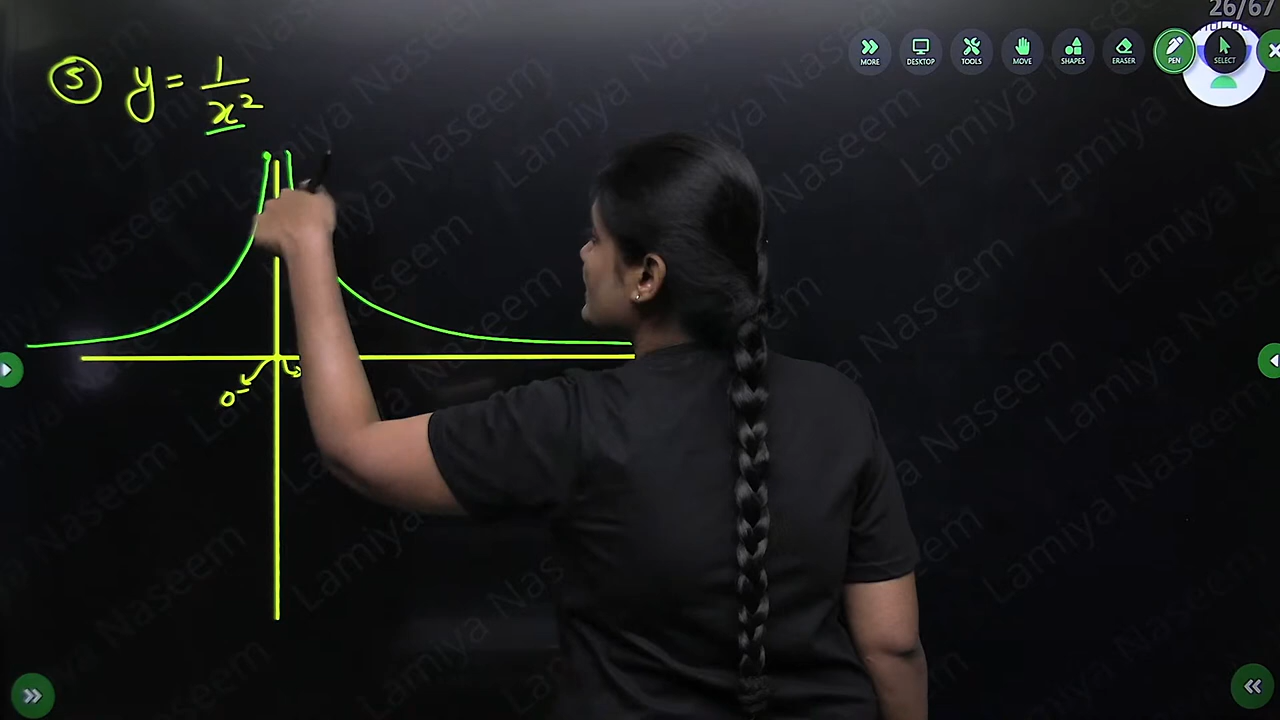 26/67
MORE DESKTOP TOOLS MOVE SHAPES ERASER PEN SELECT
5 y = 1/x²
0⁻
Lamiya Naseem